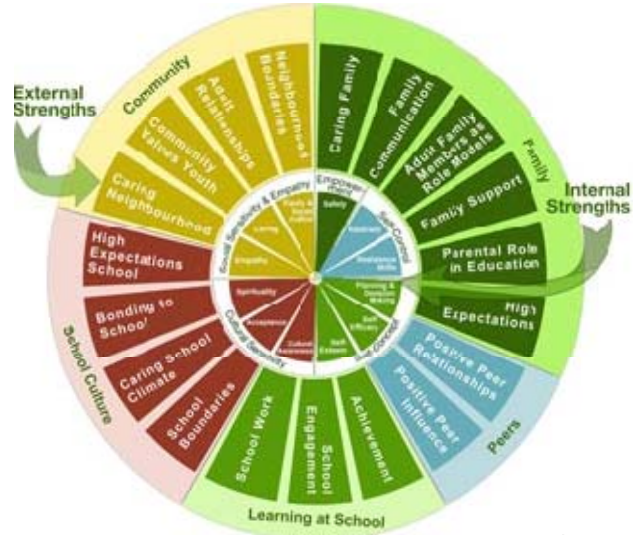 External
Strengths
Community
Neighbourhood
Boundaries
Adult
Relationships
Community
Values Youth
Caring
Neighbourhood
Family
Caring Family
Family
Communication
Adult Family
Members as
Role Models
Family Support
Parental Role
in Education
High
Expectations
Internal
Strengths
Peers
Positive Peer
Relationships
Positive Peer
Influence
Learning at School
Achievement
School
Engagement
School Work
School Culture
School
Boundaries
Caring School
Climate
Bonding to
School
High
Expectations
School
Social Sensitivity & Empathy
Caring
Empathy
Empower-
ment
Safety
Self-Control
Restraint
Resistance
Skills
Planning &
Decision
Making
Self
Efficacy
Self
Esteem
Cultural Sensitivity
Spirituality
Acceptance
Cultural
Awareness